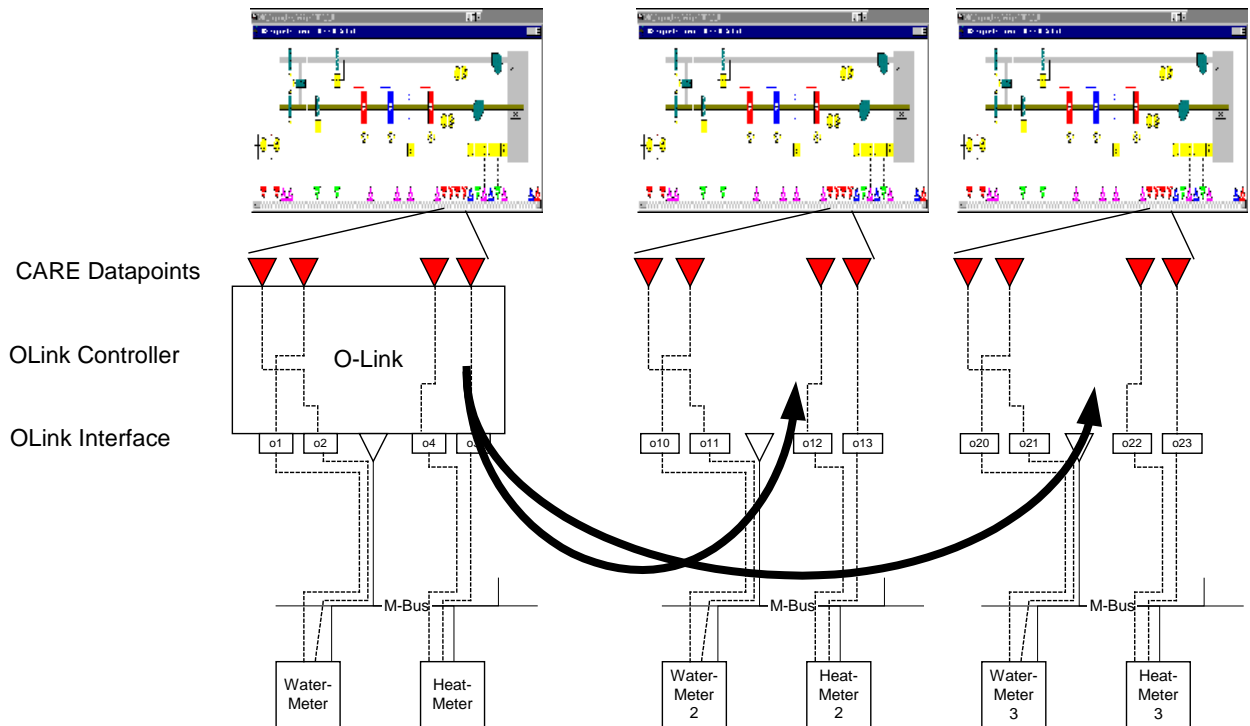 CARE Datapoints
OLink Controller
O-Link
OLink Interface
o1
o2
o4
o10
o11
o12
o13
o20
o21
o22
o23
M-Bus
M-Bus
M-Bus
Water-
Meter
Heat-
Meter
Water-
Meter
2
Heat-
Meter
2
Water-
Meter
3
Heat-
Meter
3